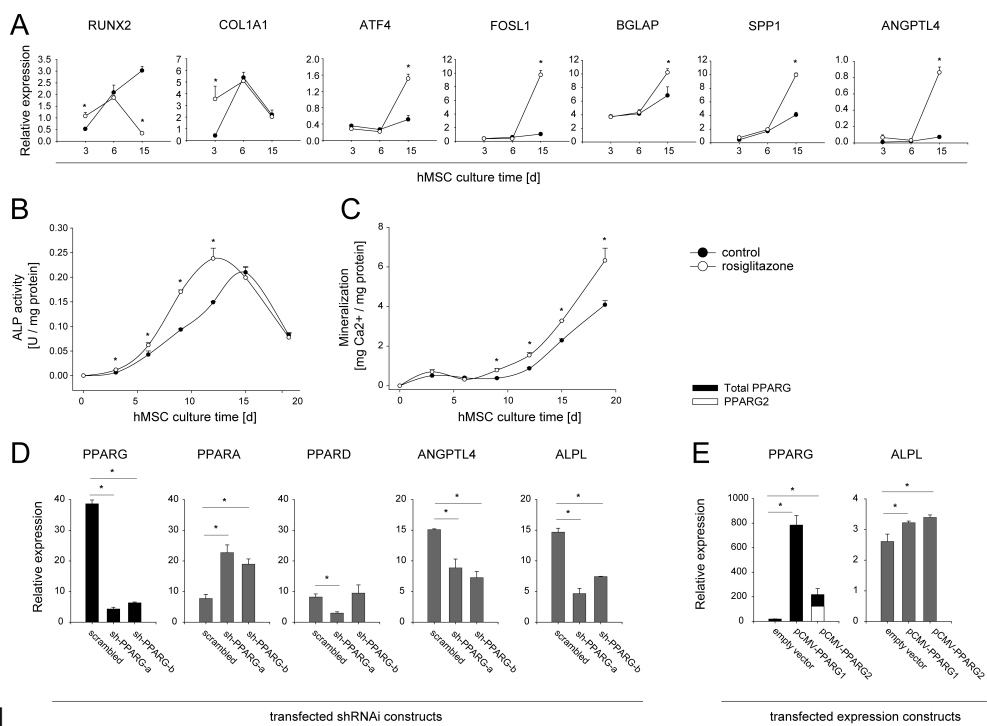 A
RUNX2 COL1A1 ATF4 FOSL1 BGLAP SPP1 ANGPTL4
Relative expression
3.5 3.0 2.5 2.0 1.5 1.0 0.5 0.0
7 6 5 4 3 2 1 0
2.0 1.6 1.2 0.8 0.4 0.0
12 10 8 6 4 2 0
12 10 8 6 4 2 0
12 10 8 6 4 2 0
1.0 0.8 0.6 0.4 0.2 0.0
* * * * * * * *
3 6 15 3 6 15 3 6 15 3 6 15 3 6 15 3 6 15 3 6 15
hMSC culture time [d]
B
ALP activity
[U / mg protein]
0.30
0.25
0.20
0.15
0.10
0.05
0.00
* * * *
0 5 10 15 20
hMSC culture time [d]
C
Mineralization
[mg Ca2+ / mg protein]
8
6
4
2
0
* * * *
0 5 10 15 20
hMSC culture time [d]
control
rosiglitazone
Total PPARG
PPARG2
D
PPARG PPARA PPARD ANGPTL4 ALPL
Relative expression
40 30 20 10 0
40 30 20 10 0
40 30 20 10 0
20 15 10 5 0
20 15 10 5 0
* * * * * * * * *
scrambled sh-PPARG-a sh-PPARG-b
scrambled sh-PPARG-a sh-PPARG-b
scrambled sh-PPARG-a sh-PPARG-b
scrambled sh-PPARG-a sh-PPARG-b
scrambled sh-PPARG-a sh-PPARG-b
transfected shRNAi constructs
E
PPARG ALPL
Relative expression
1000 800 600 400 200 0
4 3 2 1 0
* * * *
empty vector pCMV-PPARG1 pCMV-PPARG2
empty vector pCMV-PPARG1 pCMV-PPARG2
transfected expression constructs